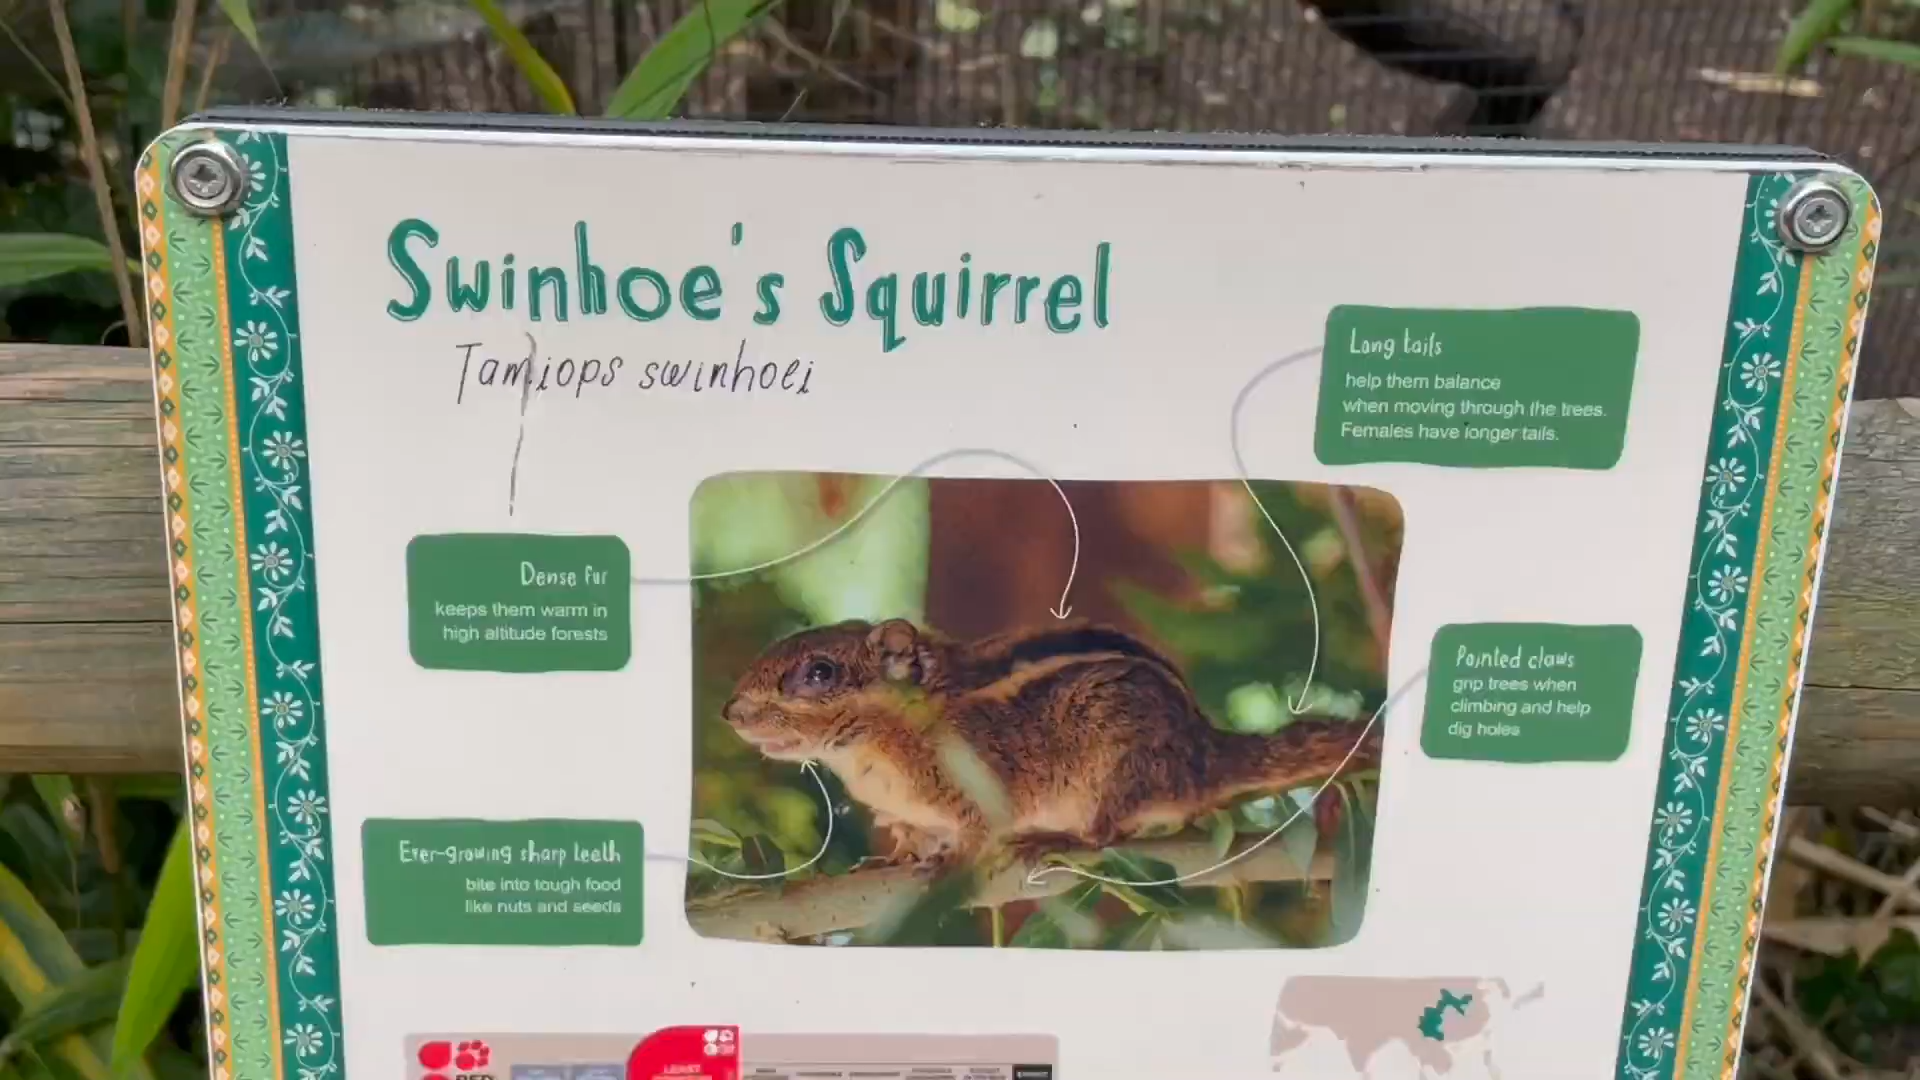 Swinhoe's Squirrel
Tamiops swinhoei
Long tails
help them balance
when moving through the trees.
Females have longer tails.
Dense fur
keeps them warm in
high altitude forests
Pointed claws
grip trees when
climbing and help
dig holes
Ever-growing sharp teeth
bite into tough food
like nuts and seeds
LEAST